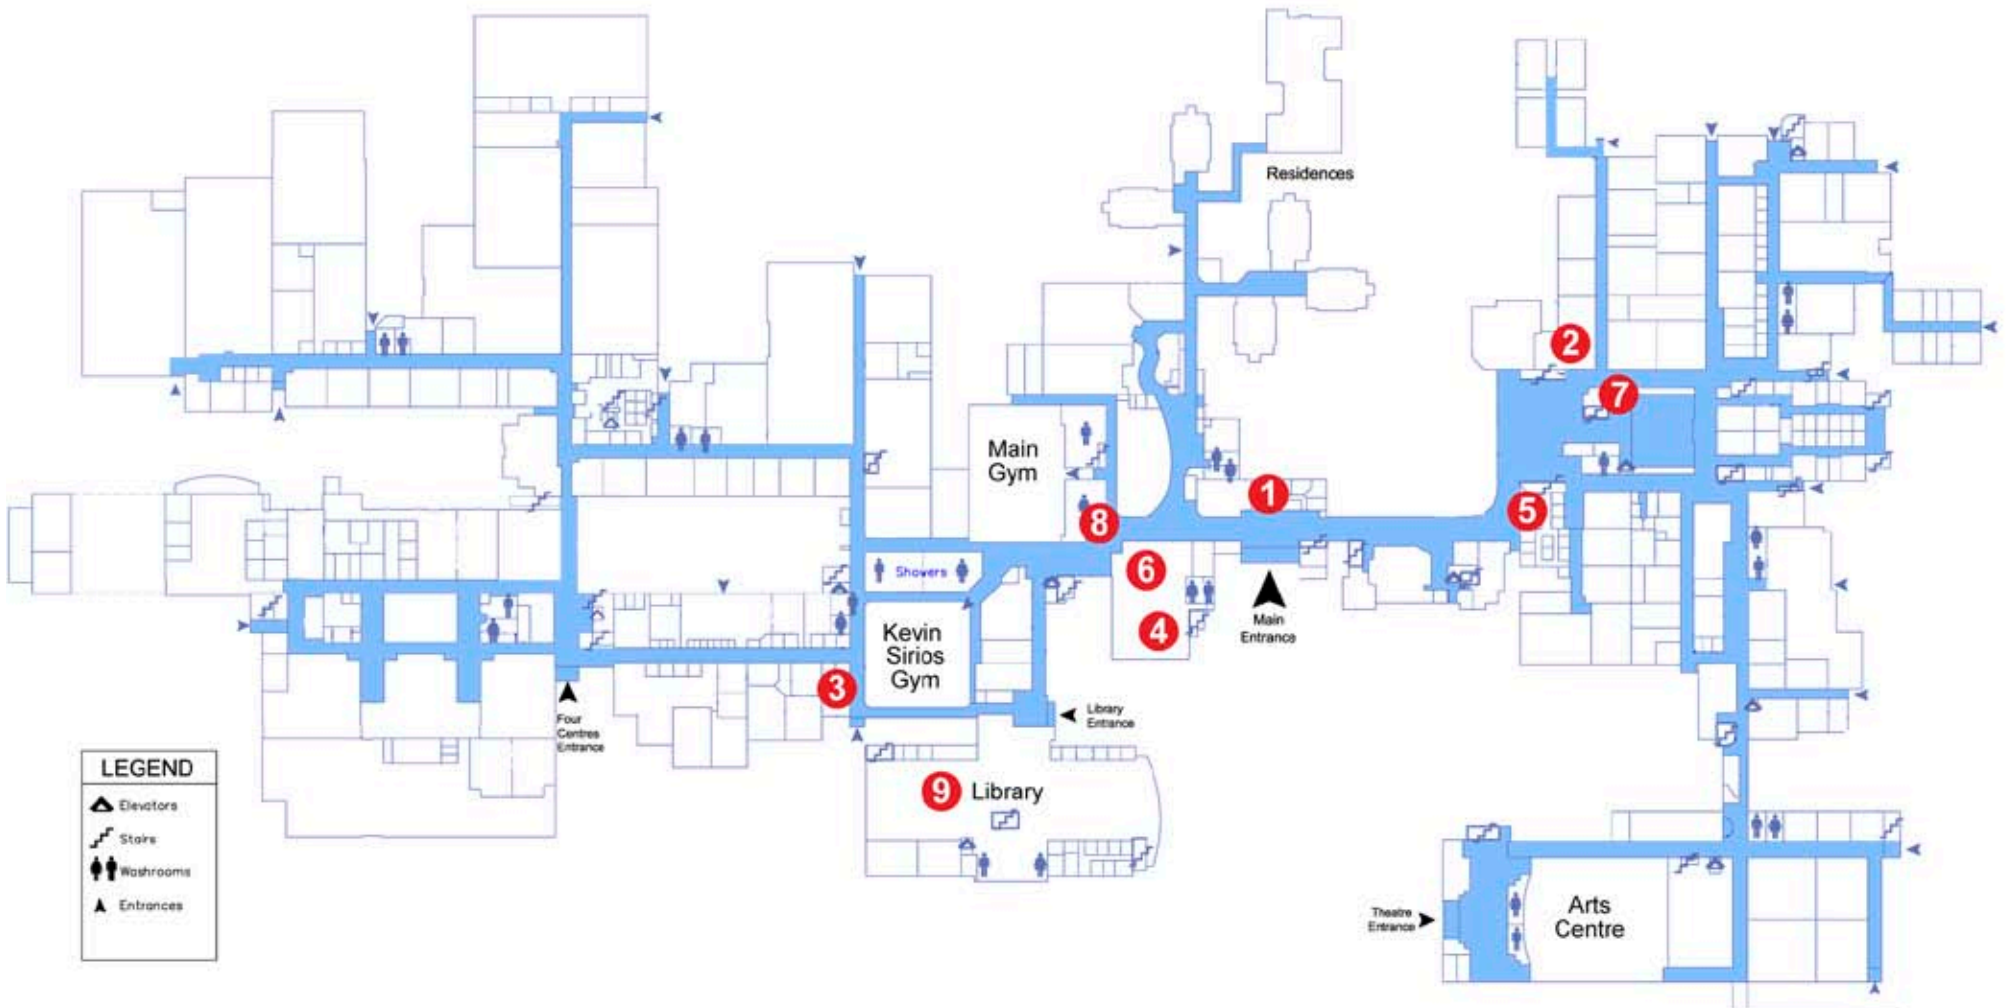 Residences
2
7
Main
Gym
1
8
5
6
Showers
4
Main
Entrance
Kevin
Sirios
Gym
3
Four
Centres
Entrance
Library
Entrance
9
Library
LEGEND
Elevators
Stairs
Washrooms
Entrances
Theatre
Entrance
Arts
Centre